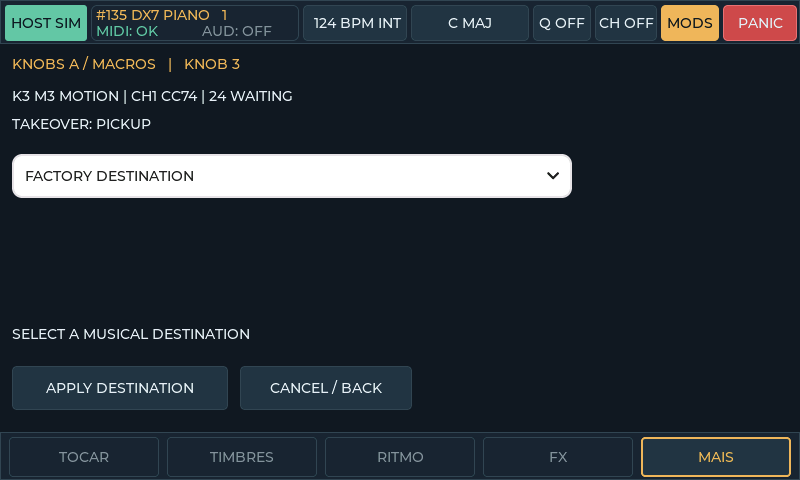 HOST SIM
#135 DX7 PIANO 1
MIDI: OK AUD: OFF
124 BPM INT
C MAJ
Q OFF
CH OFF
MODS
PANIC
KNOBS A / MACROS | KNOB 3
K3 M3 MOTION | CH1 CC74 | 24 WAITING
TAKEOVER: PICKUP
FACTORY DESTINATION
SELECT A MUSICAL DESTINATION
APPLY DESTINATION
CANCEL / BACK
TOCAR
TIMBRES
RITMO
FX
MAIS